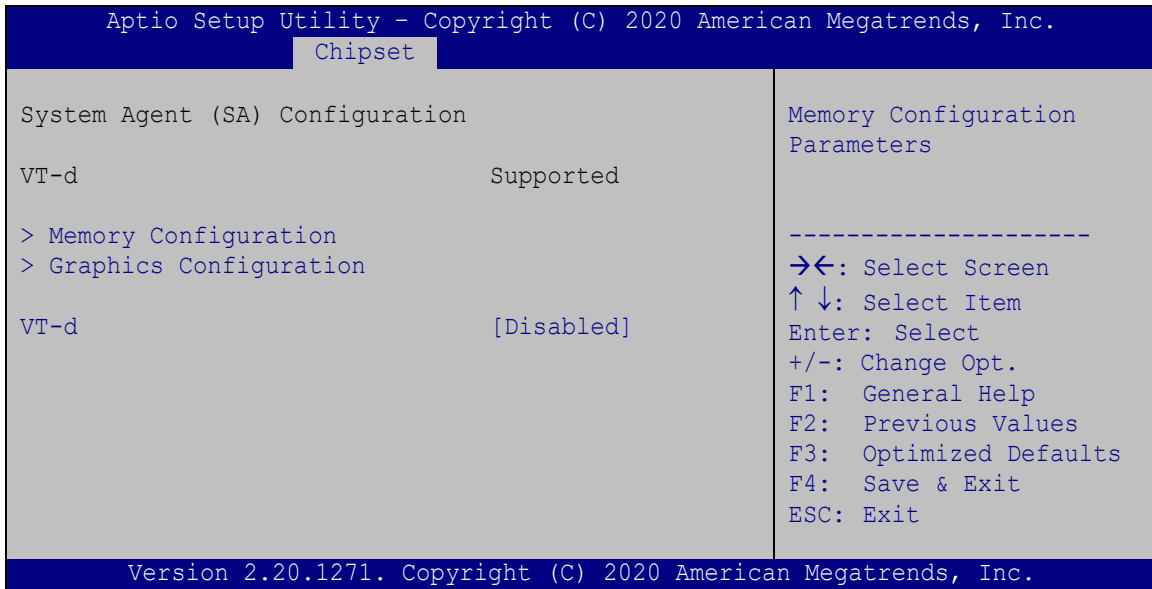 Aptio Setup Utility – Copyright (C) 2020 American Megatrends, Inc.
Chipset
System Agent (SA) Configuration
VT-d Supported
> Memory Configuration
> Graphics Configuration
VT-d [Disabled]
Memory Configuration
Parameters
---------------------
→←: Select Screen
↑ ↓: Select Item
Enter: Select
+/-: Change Opt.
F1: General Help
F2: Previous Values
F3: Optimized Defaults
F4: Save & Exit
ESC: Exit
Version 2.20.1271. Copyright (C) 2020 American Megatrends, Inc.